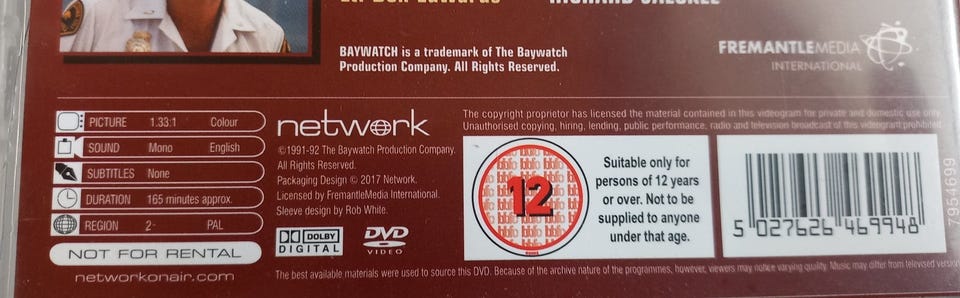 Lt. Ben Edwards
RICHARD JAECKEL
BAYWATCH is a trademark of The Baywatch
Production Company. All Rights Reserved.
FREMANTLEMEDIA
INTERNATIONAL
PICTURE 1.33:1 Colour
SOUND Mono English
SUBTITLES None
DURATION 165 minutes approx.
REGION 2 PAL
NOT FOR RENTAL
networkonair.com
network
©1991-92 The Baywatch Production Company.
All Rights Reserved.
Packaging Design © 2017 Network.
Licensed by FremantleMedia International.
Sleeve design by Rob White.
DOLBY
DIGITAL
DVD
VIDEO
The copyright proprietor has licensed the material contained in this videogram for private and domestic use only.
Unauthorised copying, hiring, lending, public performance, radio and television broadcast of this videogram prohibited.
bbfc
12
Suitable only for
persons of 12 years
or over. Not to be
supplied to anyone
under that age.
5 027626 469948
7954699
The best available materials were used to source this DVD. Because of the archive nature of the programmes, however, viewers may notice varying quality. Music may differ from televised version